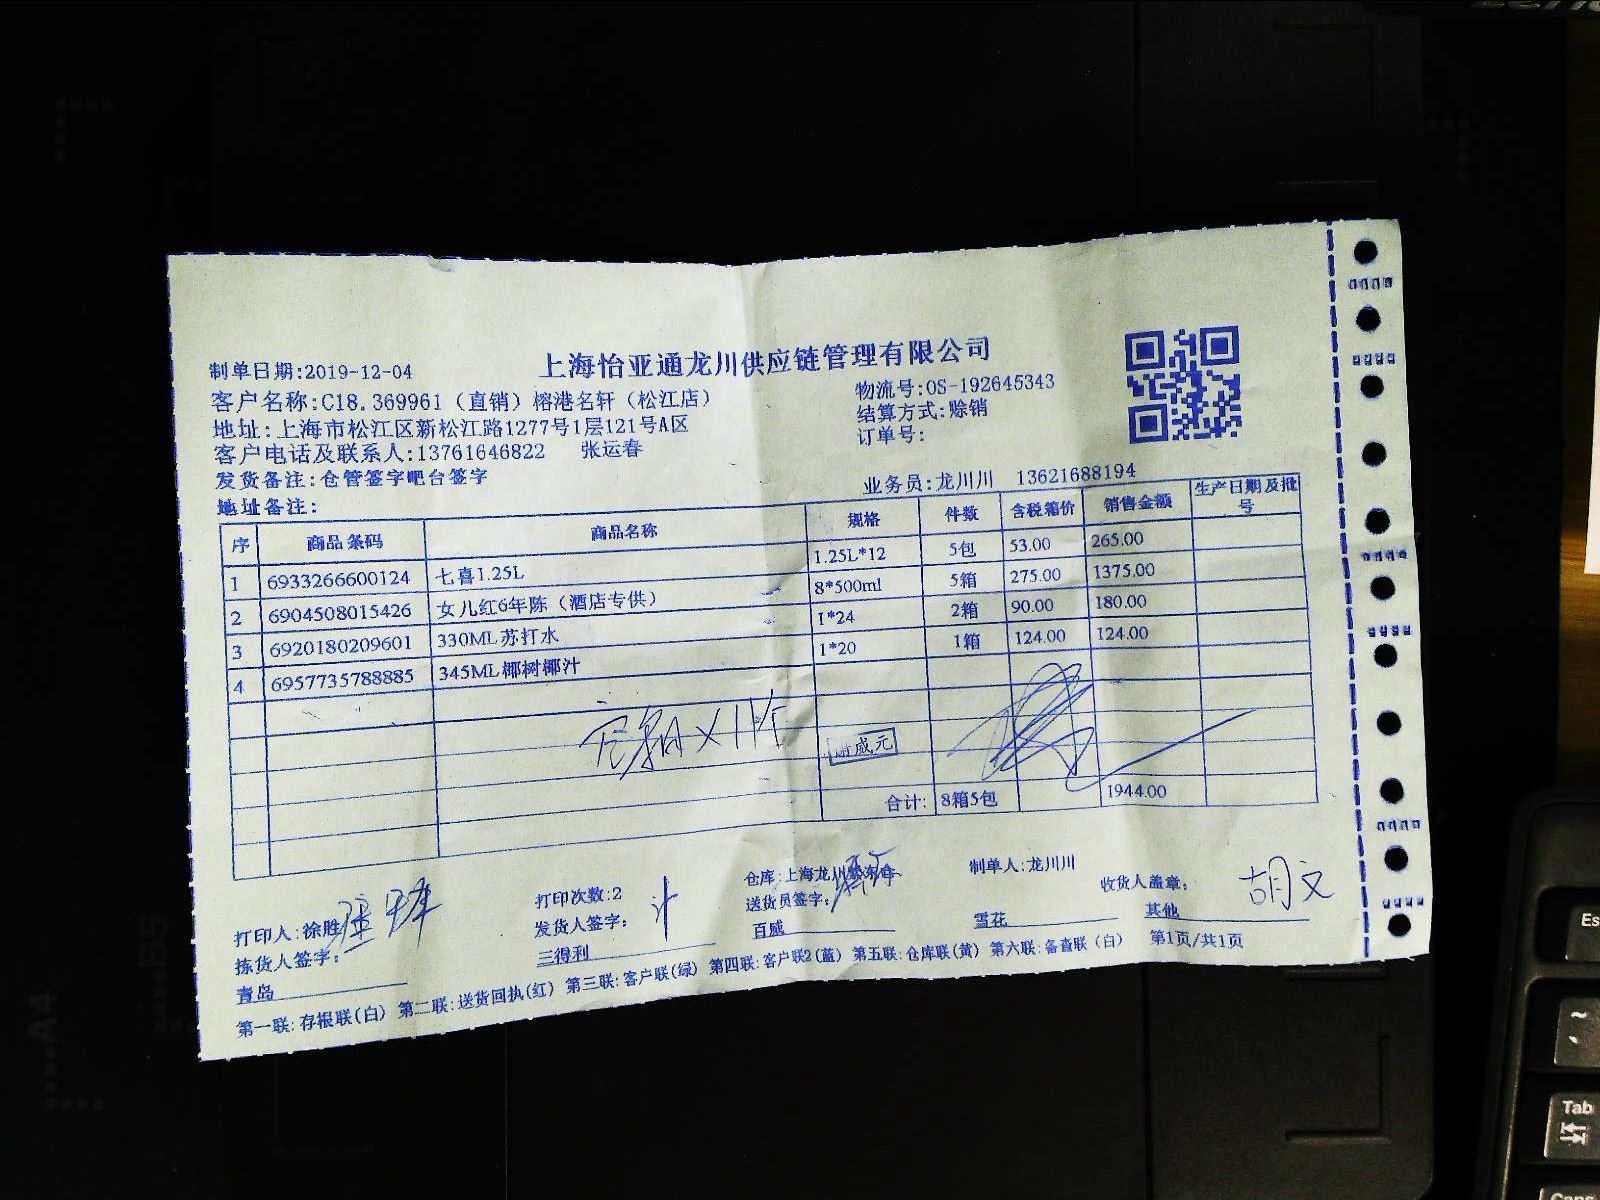 上海怡亚通龙川供应链管理有限公司
制单日期:2019-12-04
物流号:OS-192645343
客户名称:C18.369961（直销）榕港名轩（松江店）
结算方式:赊销
地址:上海市松江区新松江路1277号1层121号A区
订单号:
客户电话及联系人:13761646822 张运春
发货备注:仓管签字吧台签字
业务员:龙川川 13621688194
地址备注:
序 商品条码 商品名称 规格 件数 含税箱价 销售金额 生产日期及批号
1 6933266600124 七喜1.25L 1.25L*12 5包 53.00 265.00
2 6904508015426 女儿红6年陈（酒店专供） 8*500ml 5箱 275.00 1375.00
3 6920180209601 330ML苏打水 1*24 2箱 90.00 180.00
4 6957735788885 345ML椰树椰汁 1*20 1箱 124.00 124.00
合计: 8箱5包 1944.00
打印人:徐胜 打印次数:2 仓库:上海龙川 制单人:龙川川 收货人盖章: 胡文
拣货人签字: 发货人签字: 送货员签字:
青岛 三得利 百威 雪花 其他
第一联:存根联(白) 第二联:送货回执(红) 第三联:客户联(绿) 第四联:客户联2(蓝) 第五联:仓库联(黄) 第六联:备查联(白) 第1页/共1页
A4
B5
Esc
~
Tab
Caps